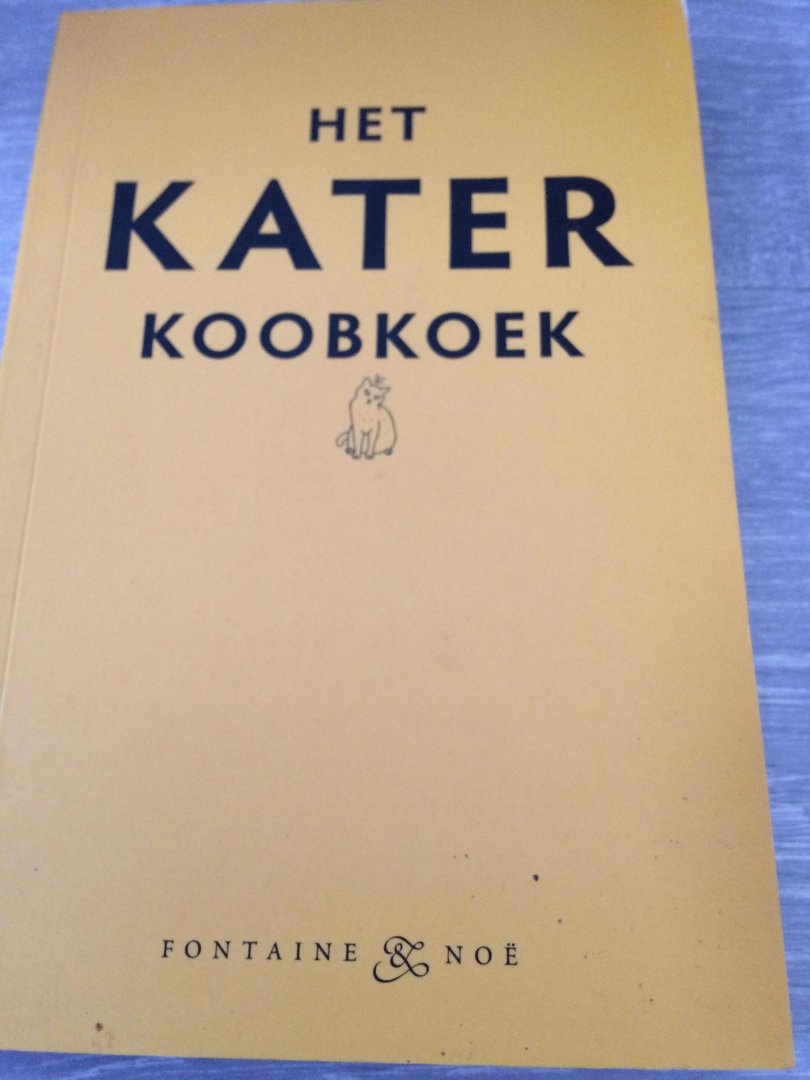 HET
KATER
KOOBKOEK
FONTAINE & NOË